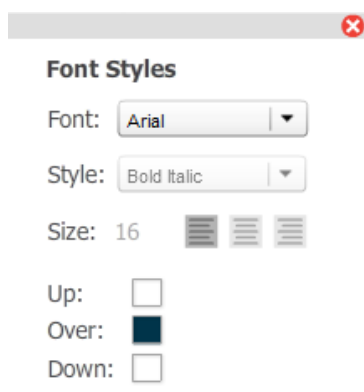 Font Styles
Font: Arial
Style: Bold Italic
Size: 16
Up:
Over:
Down: